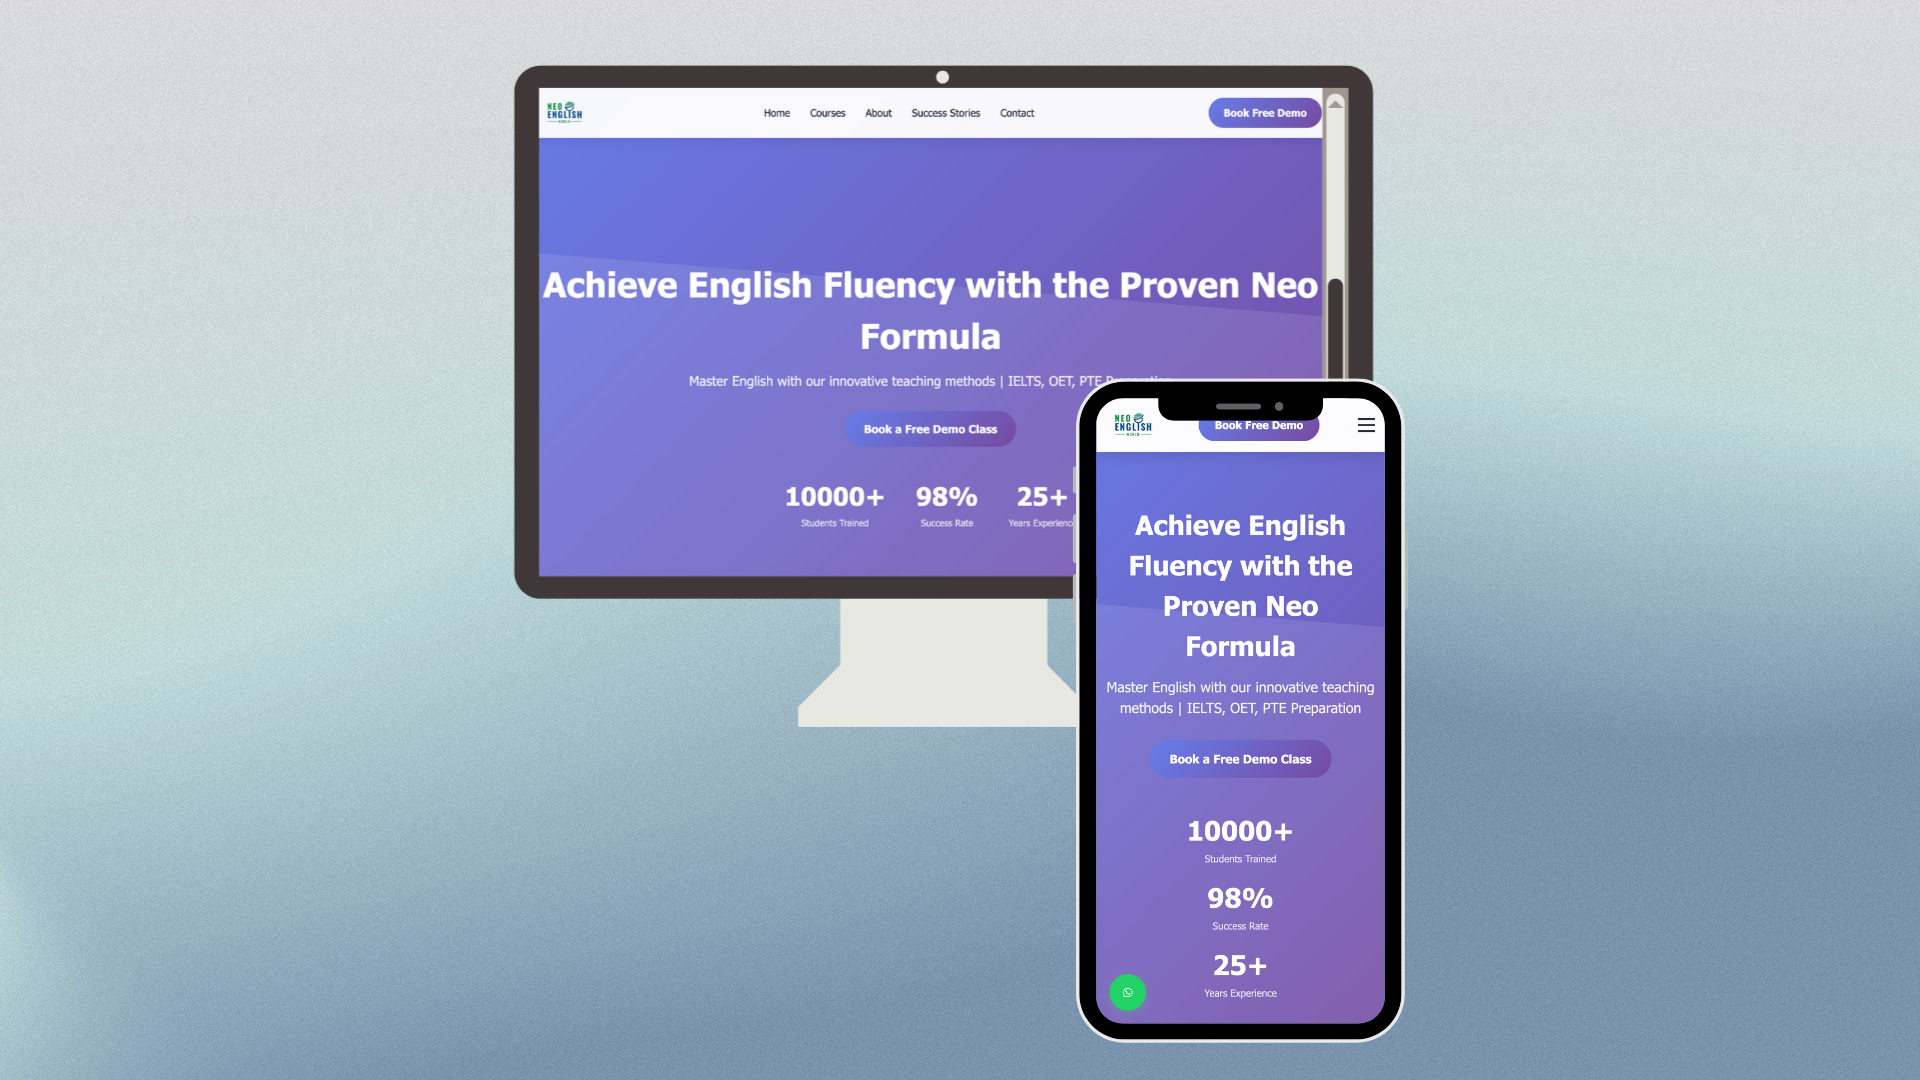 NEO
ENGLISH
WORLD
Home Courses About Success Stories Contact
Book Free Demo
Achieve English Fluency with the Proven Neo
Formula
Master English with our innovative teaching methods | IELTS, OET, PTE
Book a Free Demo Class
10000+ 98% 25+
Students Trained Success Rate Years Experience
NEO
ENGLISH
WORLD
Book Free Demo
Achieve English
Fluency with the
Proven Neo
Formula
Master English with our innovative teaching
methods | IELTS, OET, PTE Preparation
Book a Free Demo Class
10000+
Students Trained
98%
Success Rate
25+
Years Experience